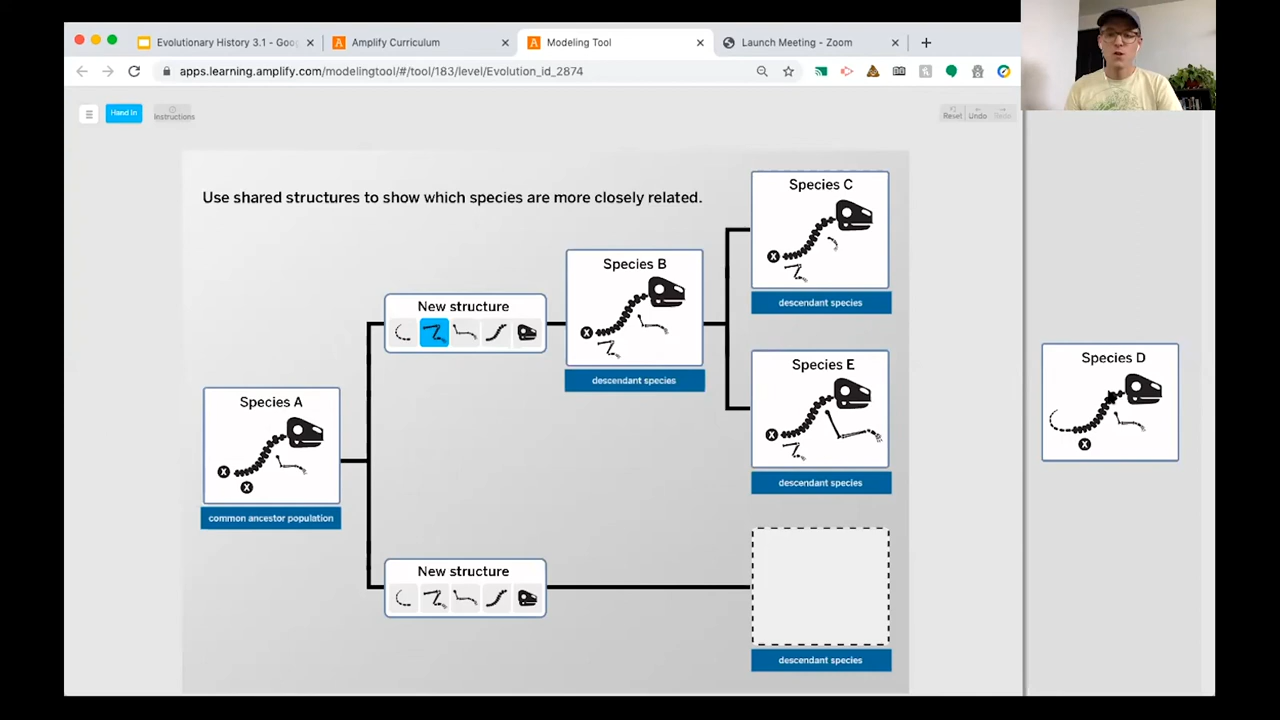 Evolutionary History 3.1 - Goo
Amplify Curriculum
Modeling Tool
Launch Meeting - Zoom
apps.learning.amplify.com/modelingtool/#/tool/183/level/Evolution_id_2874
Hand In
Instructions
Reset
Undo
Redo
Use shared structures to show which species are more closely related.
Species C
descendant species
Species B
descendant species
New structure
Species E
descendant species
Species D
Species A
common ancestor population
New structure
descendant species